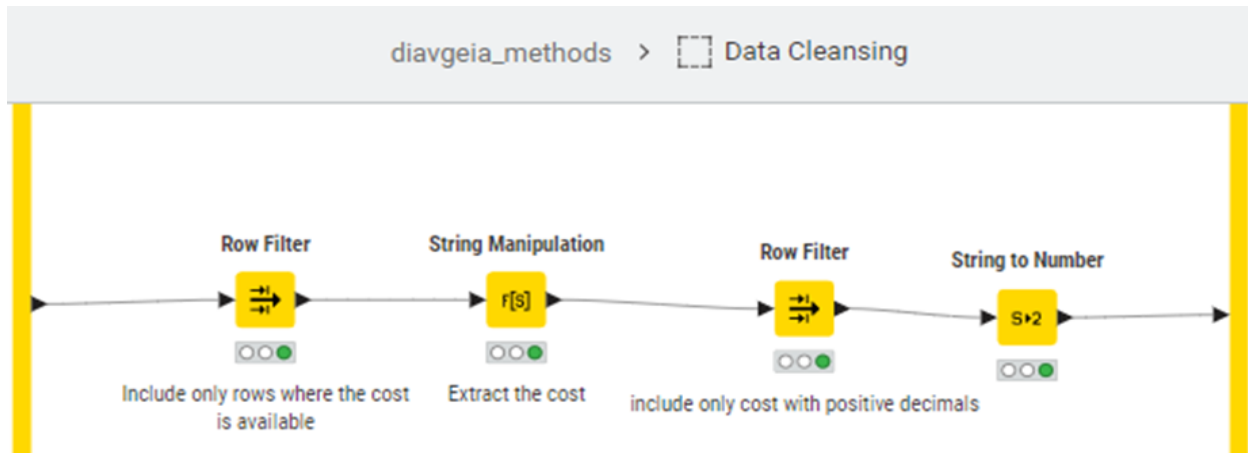 diavgeia_methods > Data Cleansing
Row Filter
String Manipulation
Row Filter
String to Number
F[S]
S▸2
Include only rows where the cost
is available
Extract the cost
include only cost with positive decimals